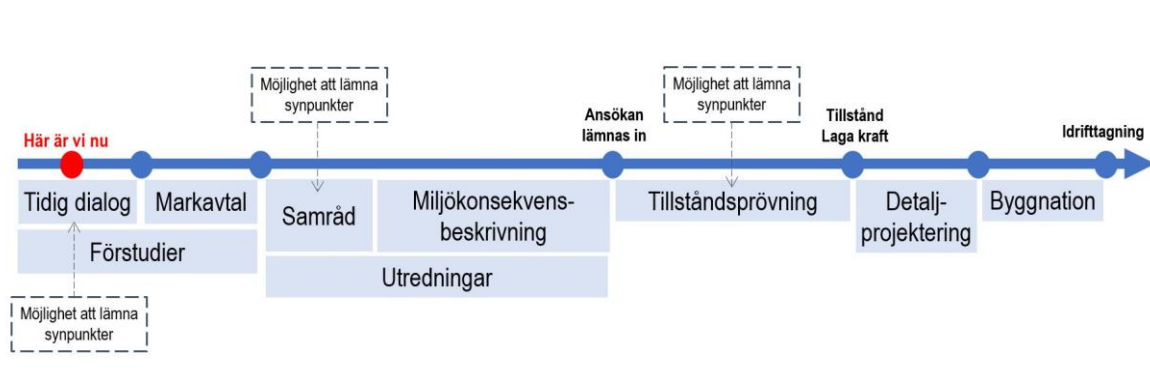 Möjlighet att lämna
synpunkter
Möjlighet att lämna
synpunkter
Ansökan
lämnas in
Tillstånd
Laga kraft
Idrifttagning
Här är vi nu
Tidig dialog
Markavtal
Samråd
Miljökonsekvens-
beskrivning
Tillståndsprövning
Detalj-
projektering
Byggnation
Förstudier
Utredningar
Möjlighet att lämna
synpunkter